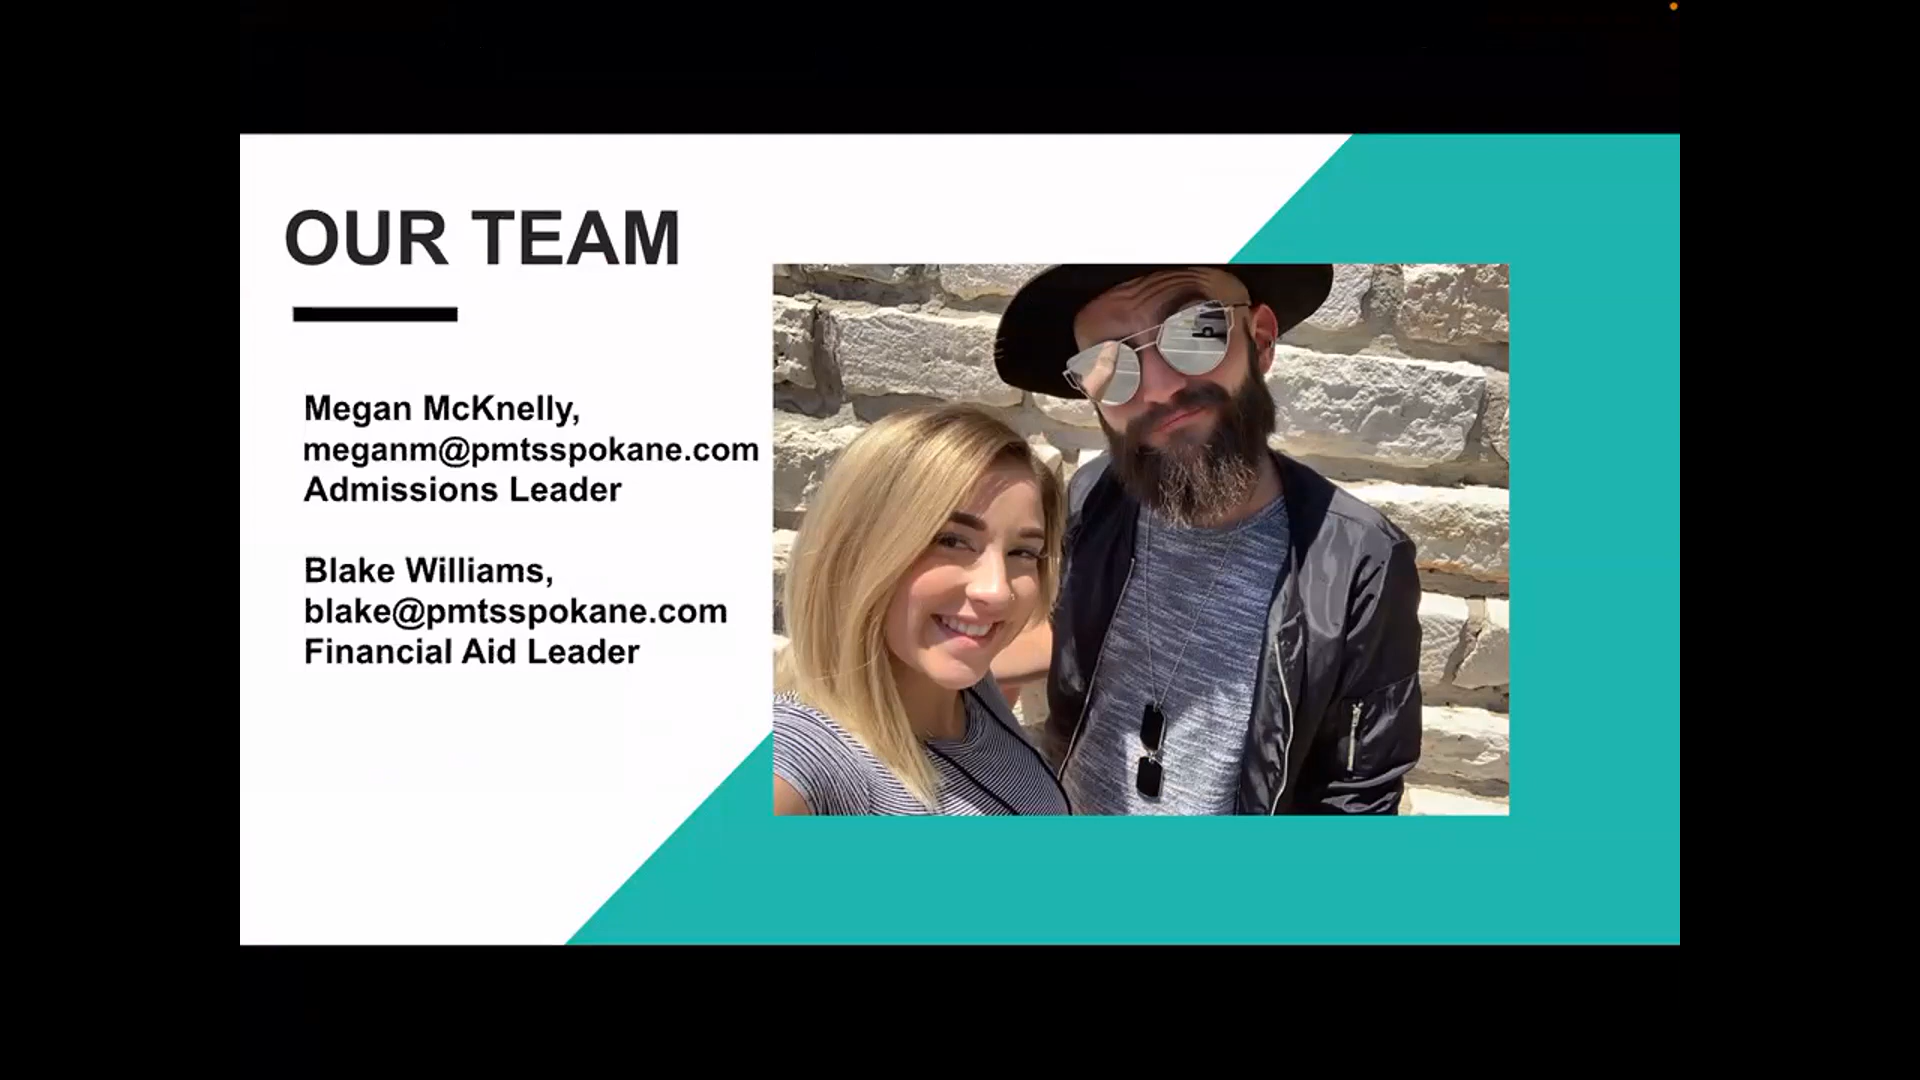 OUR TEAM
Megan McKnelly,
meganm@pmtsspokane.com
Admissions Leader
Blake Williams,
blake@pmtsspokane.com
Financial Aid Leader